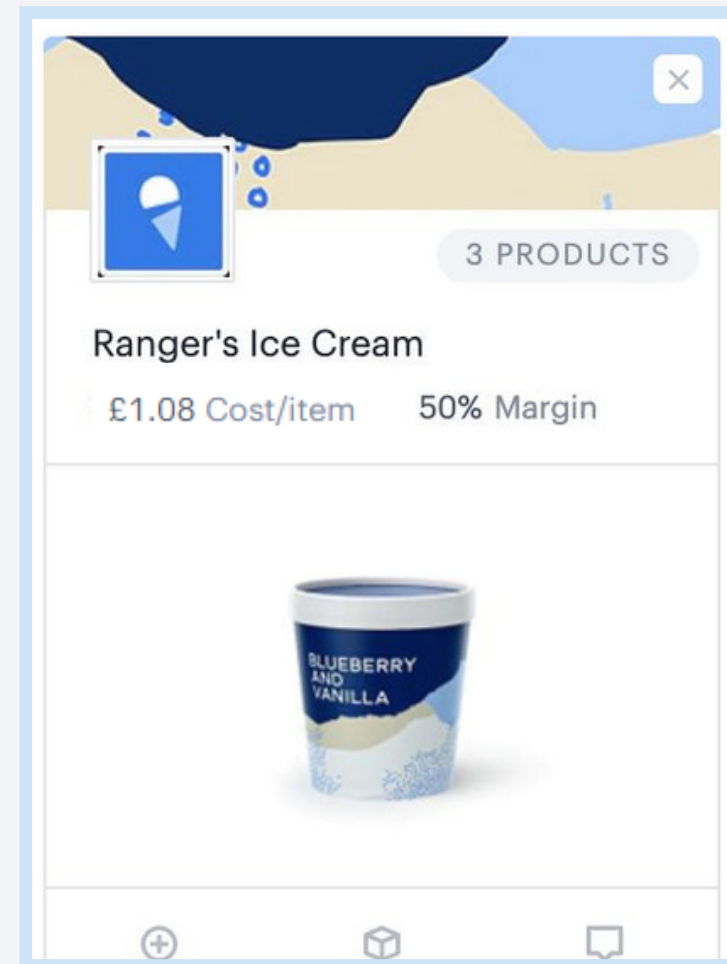 3 PRODUCTS
Ranger's Ice Cream
£1.08 Cost/item 50% Margin
BLUEBERRY
AND
VANILLA